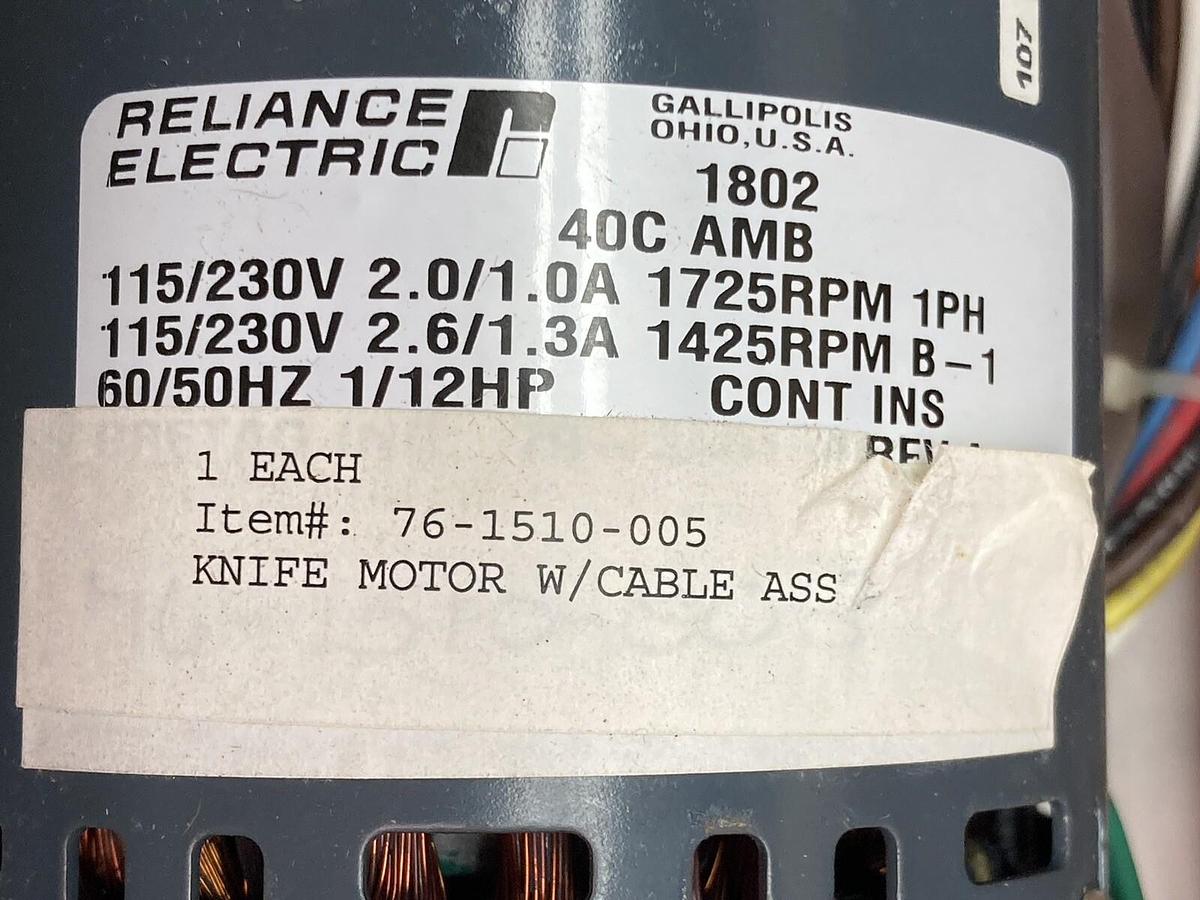 RELIANCE
ELECTRIC
GALLIPOLIS
OHIO,U.S.A.
107
1802
40C AMB
115/230V 2.0/1.0A 1725RPM 1PH
115/230V 2.6/1.3A 1425RPM B-1
60/50HZ 1/12HP CONT INS
1 EACH
Item#: 76-1510-005
KNIFE MOTOR W/CABLE ASS